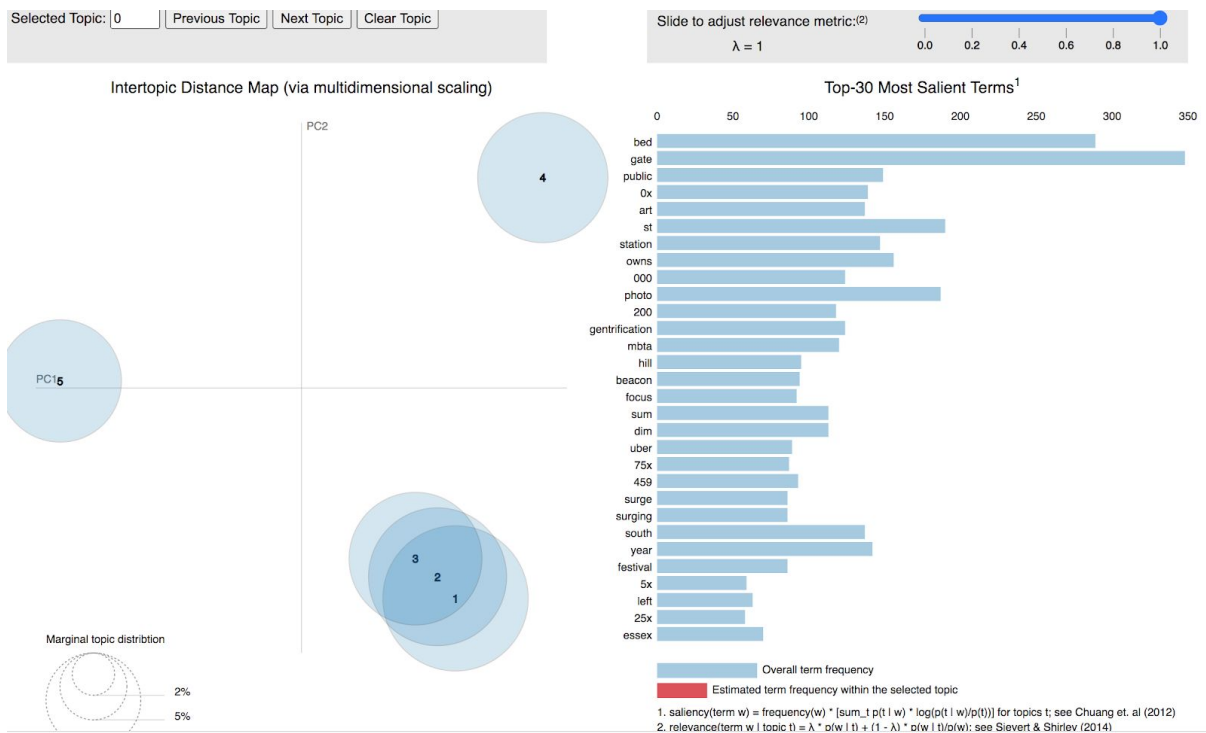 Selected Topic: 0 Previous Topic Next Topic Clear Topic
Slide to adjust relevance metric:(2)
λ = 1
0.0 0.2 0.4 0.6 0.8 1.0
Intertopic Distance Map (via multidimensional scaling)
PC2
4
PC1 5
3
2
1
Marginal topic distribtion
2%
5%
Top-30 Most Salient Terms1
0 50 100 150 200 250 300 350
bed
gate
public
0x
art
st
station
owns
000
photo
200
gentrification
mbta
hill
beacon
focus
sum
dim
uber
75x
459
surge
surging
south
year
festival
5x
left
25x
essex
Overall term frequency
Estimated term frequency within the selected topic
1. saliency(term w) = frequency(w) * [sum_t p(t | w) * log(p(t | w)/p(t))] for topics t; see Chuang et. al (2012)
2. relevance(term w | topic t) = λ * p(w | t) + (1 - λ) * p(w | t)/p(w); see Sievert & Shirley (2014)